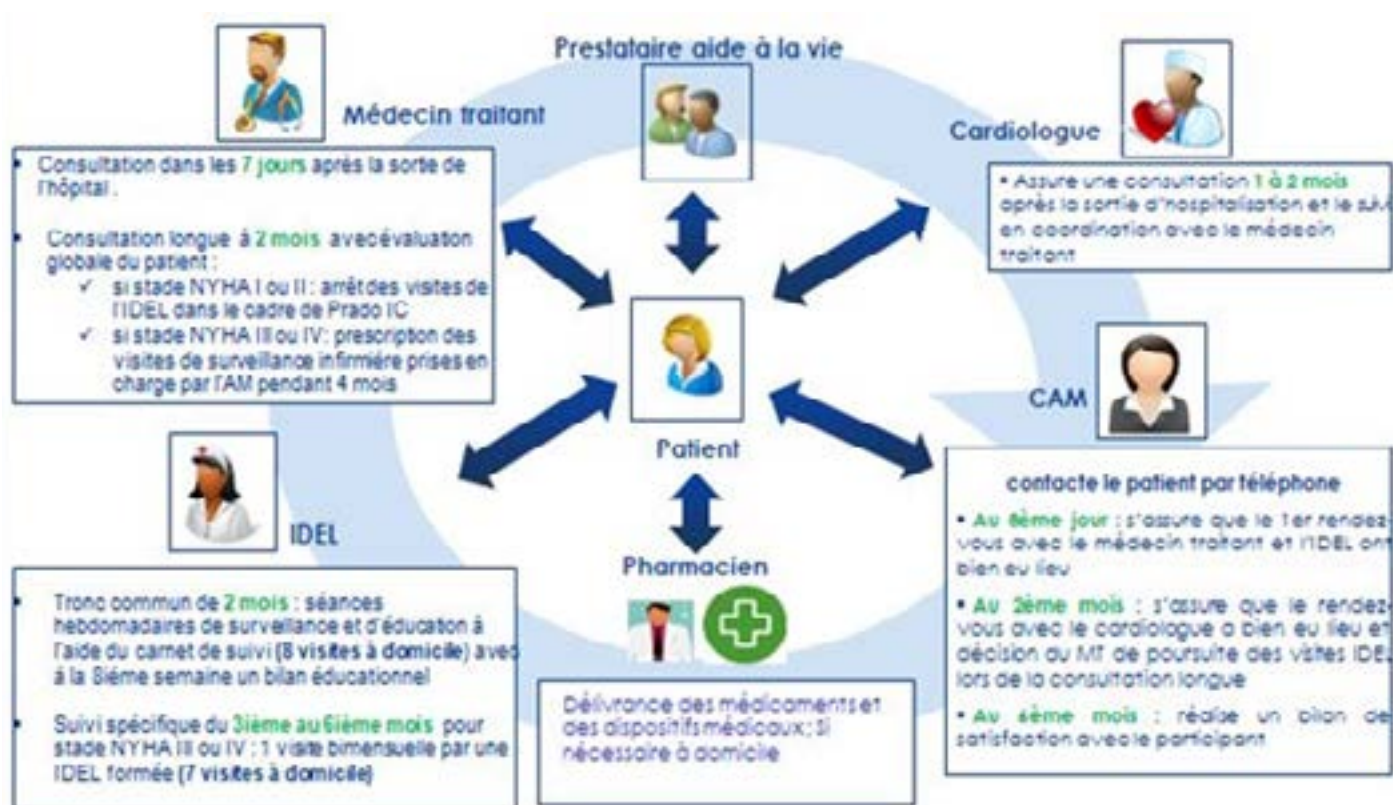 Prestataire aide à la vie
Médecin traitant
Consultation dans les 7 jours après la sortie de
l'hôpital .
Consultation longue à 2 mois avec évaluation
globale du patient :
✓ si stade NYHA I ou II : arrêt des visites de
l'IDEL dans le cadre de Prado IC
✓ si stade NYHA III ou IV: prescription des
visites de surveillance infirmière prises en
charge par l'AM pendant 4 mois
Cardiologue
• Assure une consultation 1 à 2 mois
après la sortie d'hospitalisation et le suivi
en coordination avec le médecin
traitant
Patient
CAM
contacte le patient par téléphone
• Au 8ème jour : s'assure que le 1er rendez
vous avec le médecin traitant et l'IDEL ont
bien eu lieu
• Au 2ème mois : s'assure que le rendez
vous avec le cardiologue a bien eu lieu et
décision du MT de poursuite des visites IDEL
lors de la consultation longue
• Au 6ème mois : réalise un bilan de
satisfaction avec le participant
IDEL
Tronc commun de 2 mois : séances
hebdomadaires de surveillance et d'éducation à
l'aide du carnet de suivi (8 visites à domicile) avec
à la 8ième semaine un bilan éducationnel
Suivi spécifique du 3ième au 6ième mois pour
stade NYHA III ou IV : 1 visite bimensuelle par une
IDEL formée (7 visites à domicile)
Pharmacien
Délivrance des médicaments et
des dispositifs médicaux ; Si
nécessaire à domicile